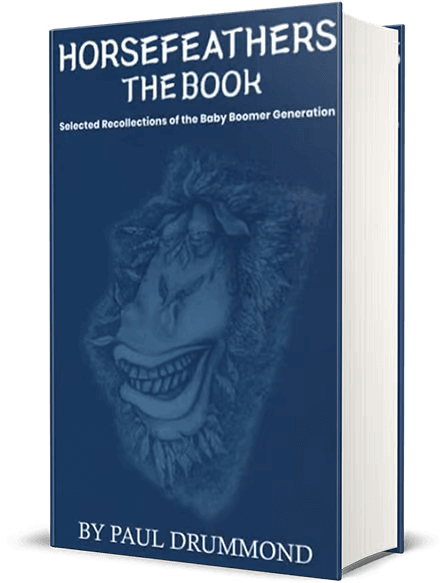 HORSEFEATHERS
THE BOOK
Selected Recollections of the Baby Boomer Generation
BY PAUL DRUMMOND